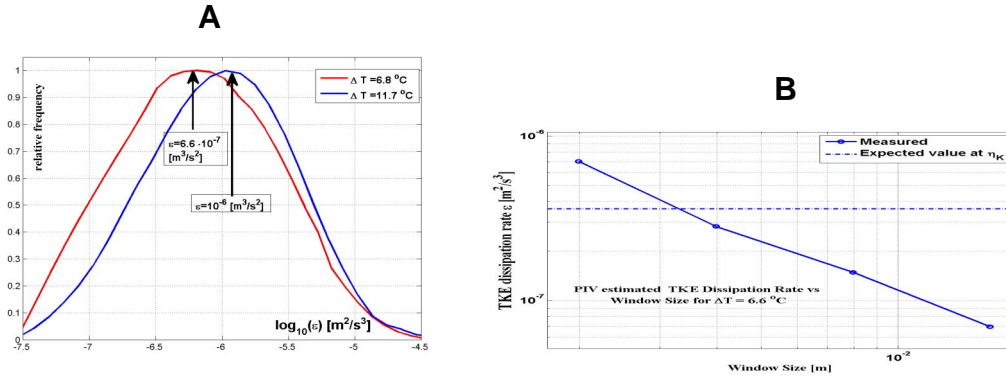 A
relative frequency
1
0.9
0.8
0.7
0.6
0.5
0.4
0.3
0.2
0.1
0
-7.5
-7
-6.5
-6
-5.5
-5
-4.5
Δ T =6.8 °C
Δ T =11.7 °C
ε=6.6 ·10⁻⁷
[m³/s²]
ε=10⁻⁶ [m³/s²]
log₁₀(ε) [m²/s³]
B
TKE dissipation rate ε [m²/s³]
10⁻⁶
10⁻⁷
Measured
Expected value at ηK
PIV estimated TKE Dissipation Rate vs
Window Size for ΔT = 6.6 °C
10⁻²
Window Size [m]